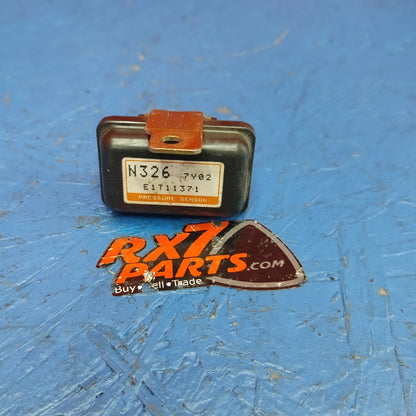 N326 7Y02
E1T11371
PRESSURE SENSOR
RX7
PARTS.COM
Buy • Sell • Trade